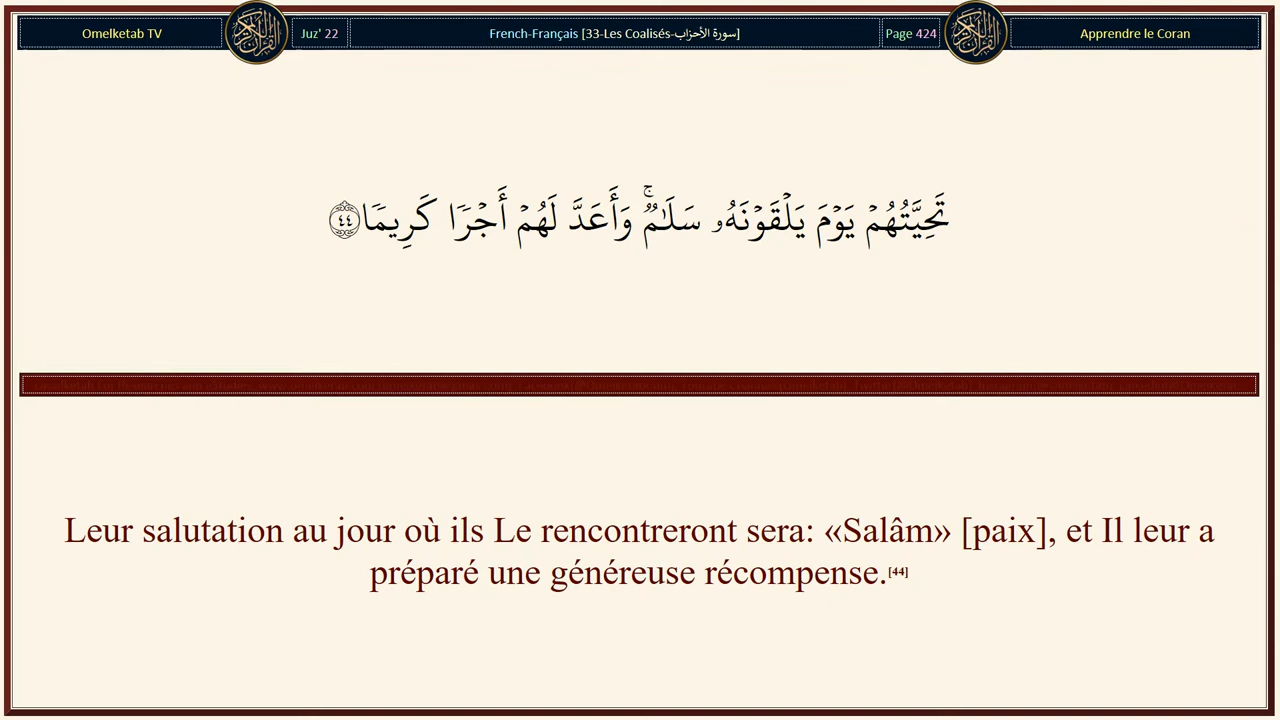 Omelketab TV
Juz' 22
French-Français [33-Les Coalisés-سورة الأحزاب]
Page 424
Apprendre le Coran
تَحِيَّتُهُمۡ يَوۡمَ يَلۡقَوۡنَهُۥ سَلَٰمٞۚ وَأَعَدَّ لَهُمۡ أَجۡرٗا كَرِيمٗا ٤٤
Leur salutation au jour où ils Le rencontreront sera: «Salâm» [paix], et Il leur a
préparé une généreuse récompense.[44]